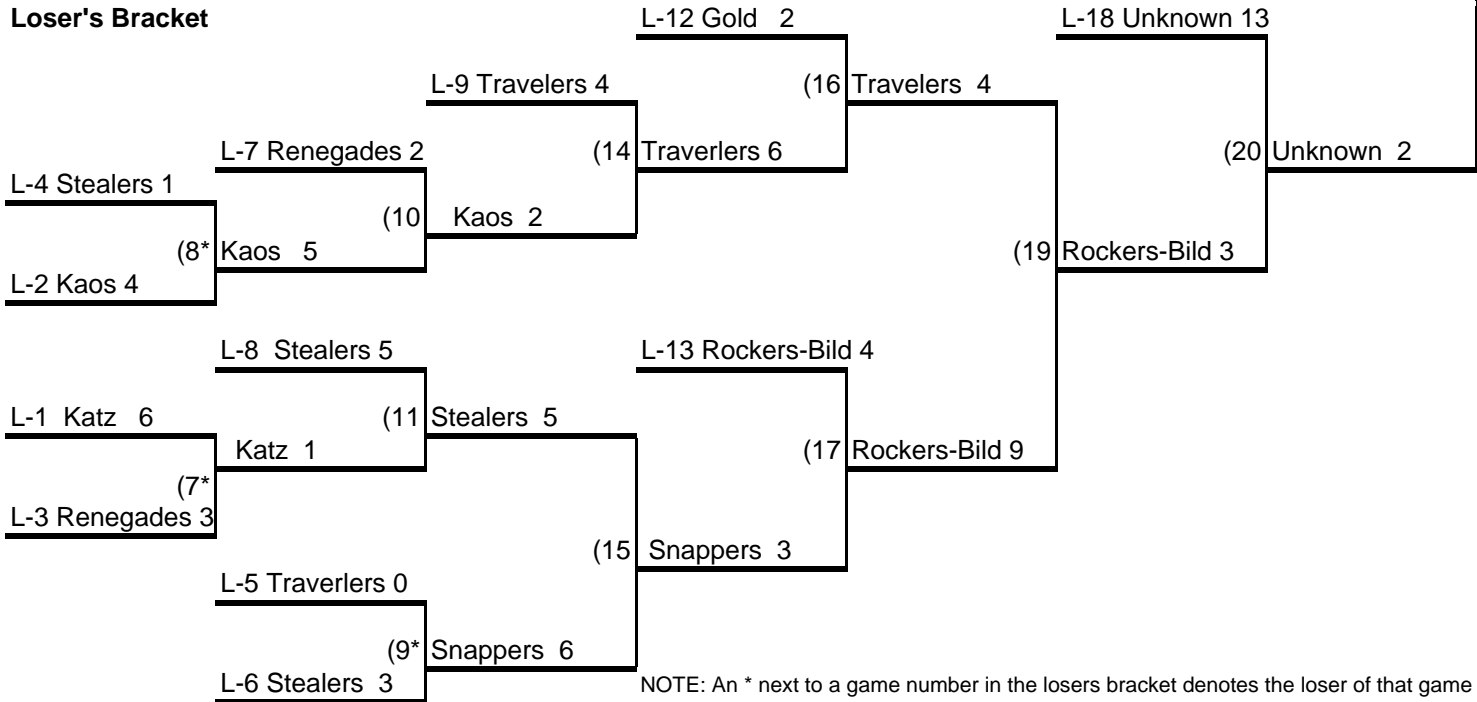 Loser's Bracket
L-12 Gold 2
L-18 Unknown 13
L-9 Travelers 4
(16 Travelers 4
L-7 Renegades 2
(14 Traverlers 6
(20 Unknown 2
L-4 Stealers 1
(10 Kaos 2
(8* Kaos 5
(19 Rockers-Bild 3
L-2 Kaos 4
L-8 Stealers 5
L-13 Rockers-Bild 4
L-1 Katz 6
(11 Stealers 5
Katz 1
(17 Rockers-Bild 9
(7*
L-3 Renegades 3
(15 Snappers 3
L-5 Traverlers 0
(9* Snappers 6
L-6 Stealers 3
NOTE: An * next to a game number in the losers bracket denotes the loser of that game